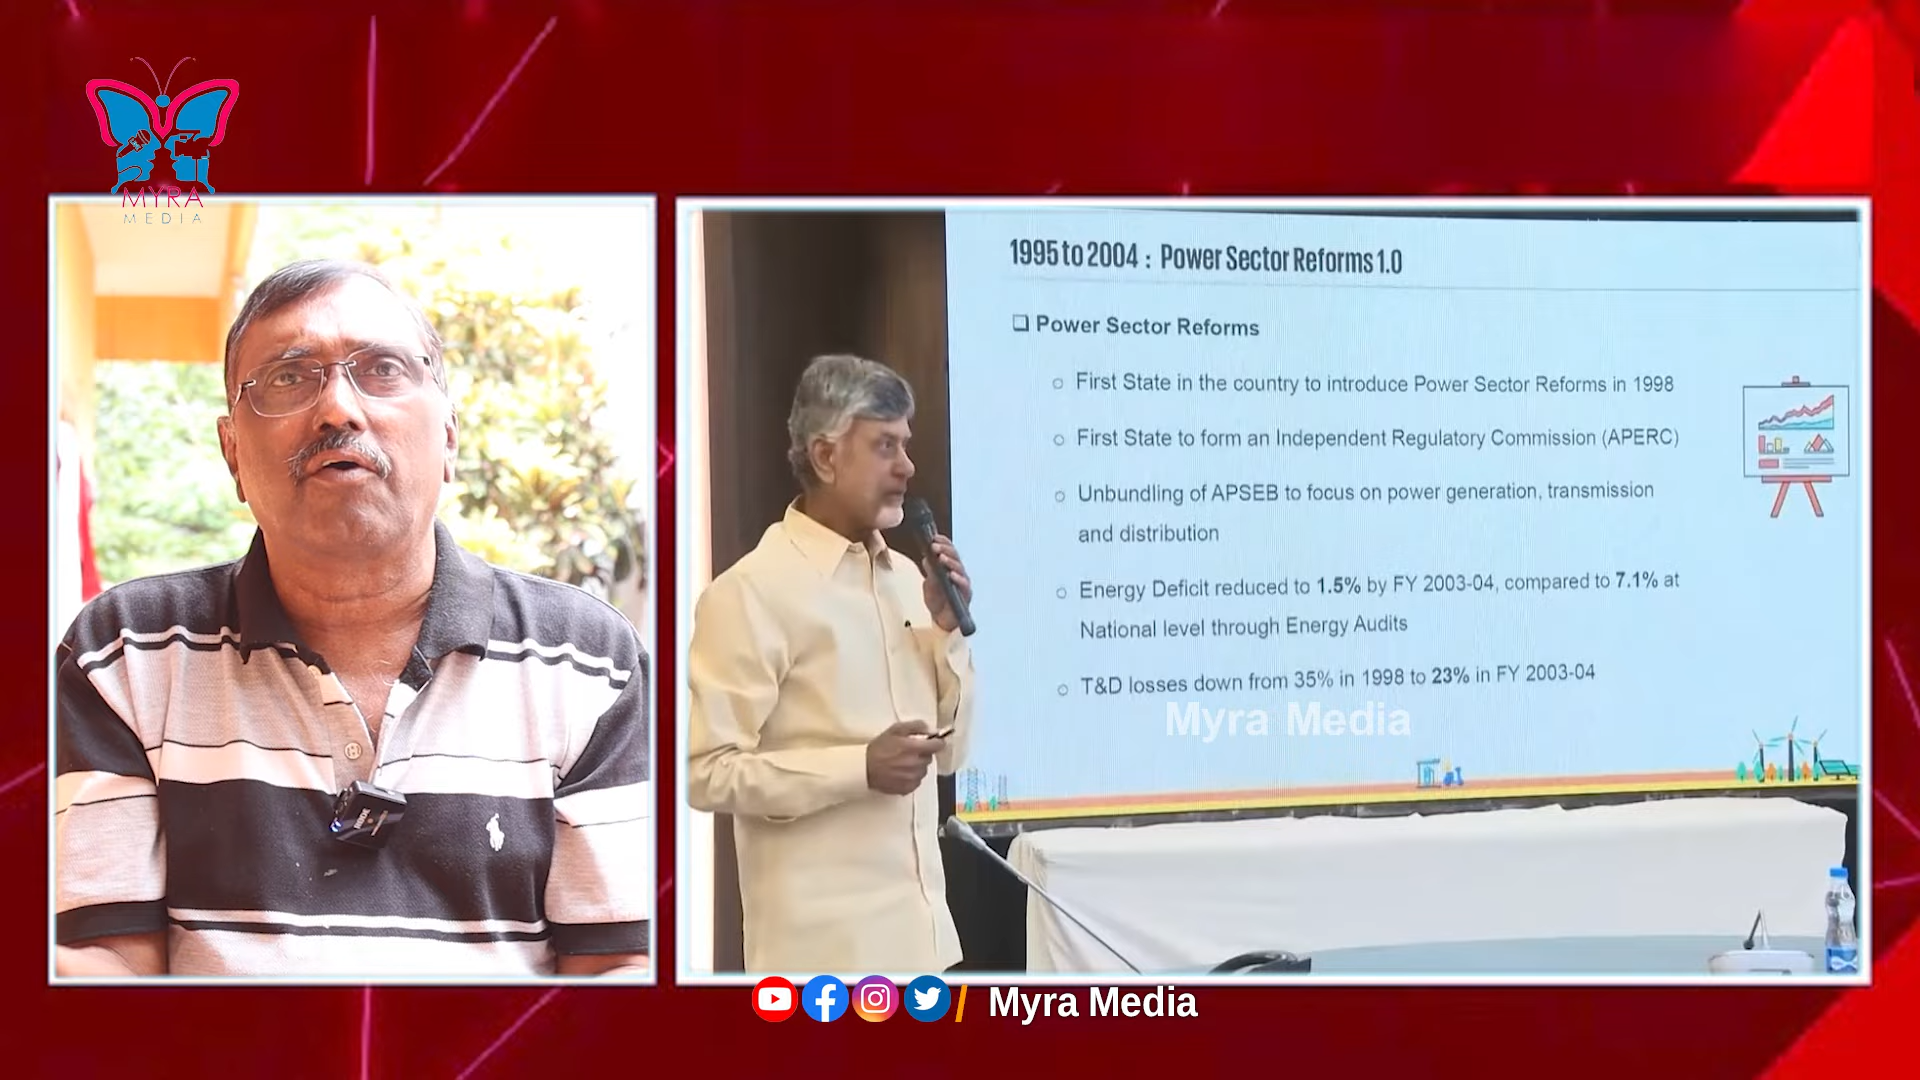 MYRA
MEDIA
1995 to 2004 : Power Sector Reforms 1.0
Power Sector Reforms
First State in the country to introduce Power Sector Reforms in 1998
First State to form an Independent Regulatory Commission (APERC)
Unbundling of APSEB to focus on power generation, transmission
and distribution
Energy Deficit reduced to 1.5% by FY 2003-04, compared to 7.1% at
National level through Energy Audits
T&D losses down from 35% in 1998 to 23% in FY 2003-04
Myra Media
RODE
/ Myra Media